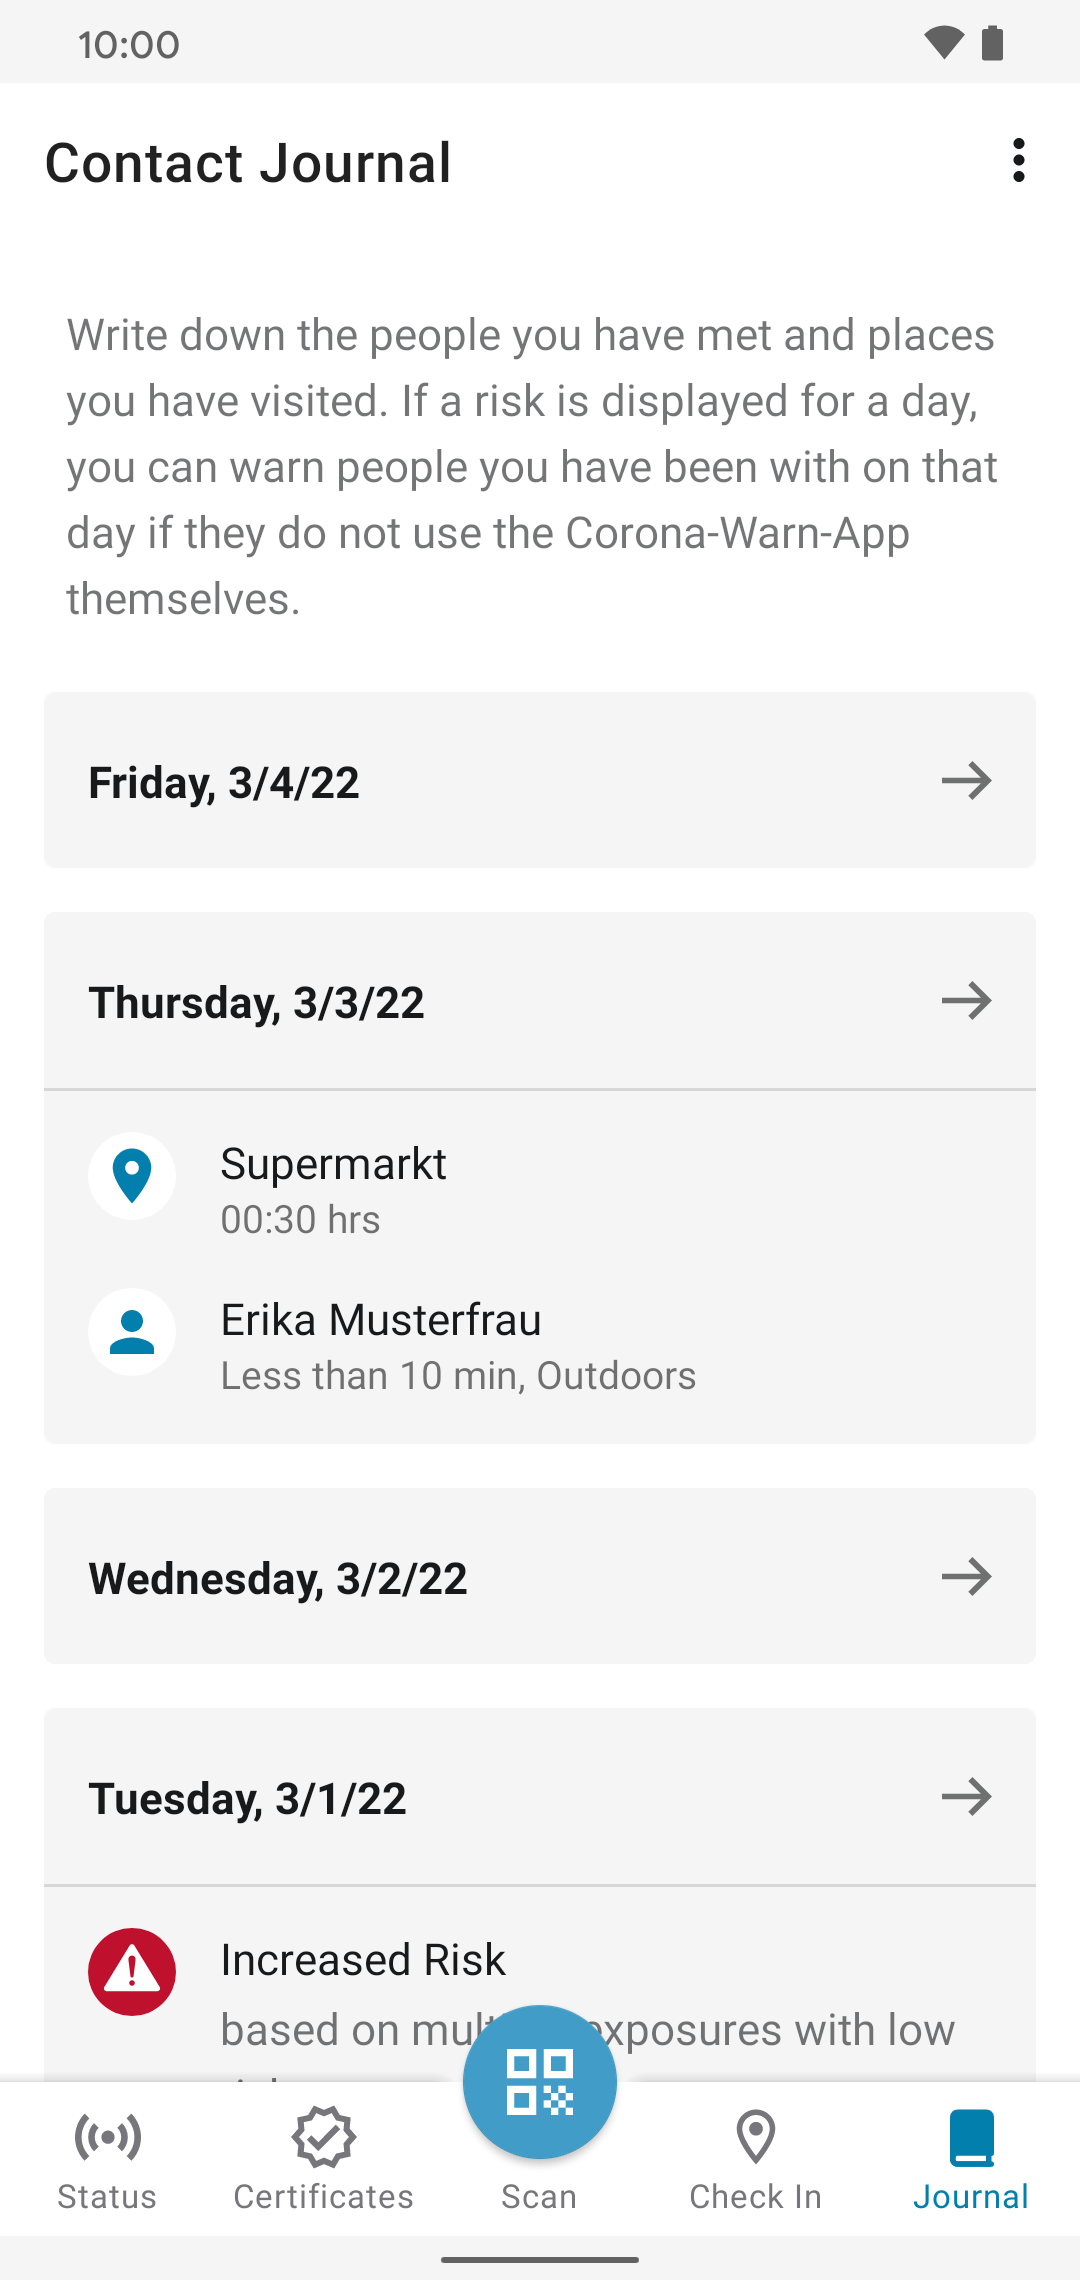 10:00
Contact Journal
Write down the people you have met and places
you have visited. If a risk is displayed for a day,
you can warn people you have been with on that
day if they do not use the Corona-Warn-App
themselves.
Friday, 3/4/22
Thursday, 3/3/22
Supermarkt
00:30 hrs
Erika Musterfrau
Less than 10 min, Outdoors
Wednesday, 3/2/22
Tuesday, 3/1/22
Increased Risk
based on exposures with low
Status
Certificates
Scan
Check In
Journal